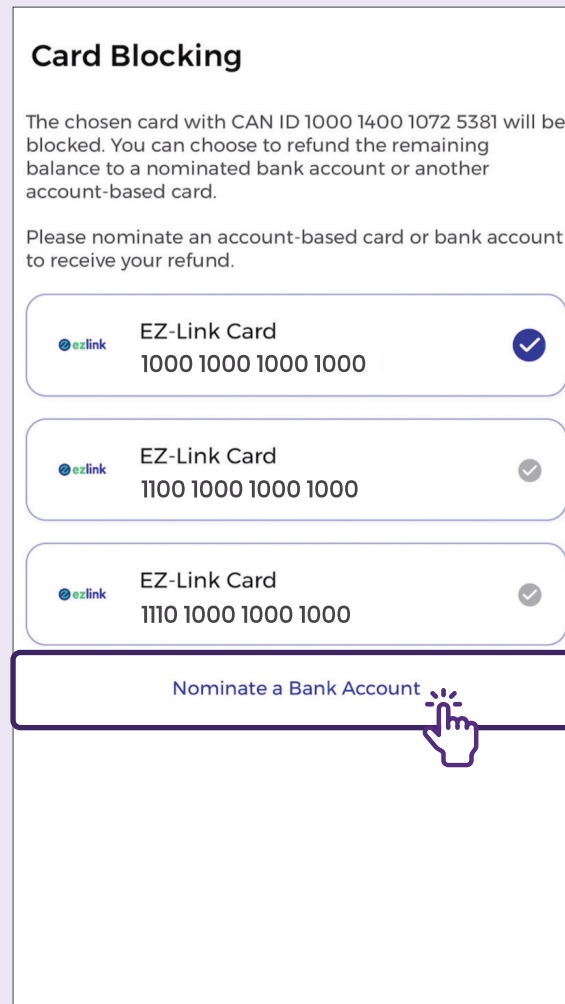 Card Blocking
The chosen card with CAN ID 1000 1400 1072 5381 will be
blocked. You can choose to refund the remaining
balance to a nominated bank account or another
account-based card.
Please nominate an account-based card or bank account
to receive your refund.
ezlink
EZ-Link Card
1000 1000 1000 1000
ezlink
EZ-Link Card
1100 1000 1000 1000
ezlink
EZ-Link Card
1110 1000 1000 1000
Nominate a Bank Account